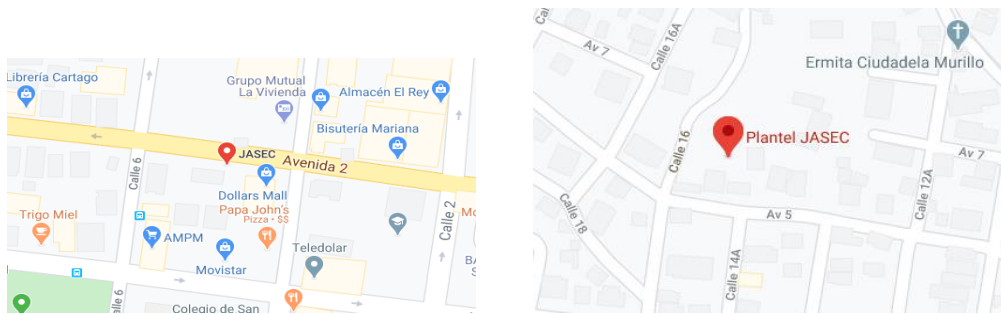 Librería Cartago
Grupo Mutual
La Vivienda
Almacén El Rey
Bisutería Mariana
JASEC
Avenida 2
Calle 6
Dollars Mall
Papa John's
Pizza • $$
Trigo Miel
AMPM
Movistar
Teledolar
Calle 2
Mo
BA
S
Calle 6
Colegio de San
Av 7
Calle 16A
Ermita Ciudadela Murillo
Calle 16
Plantel JASEC
Av 7
Calle 12A
Calle 18
Av 5
Calle 14A